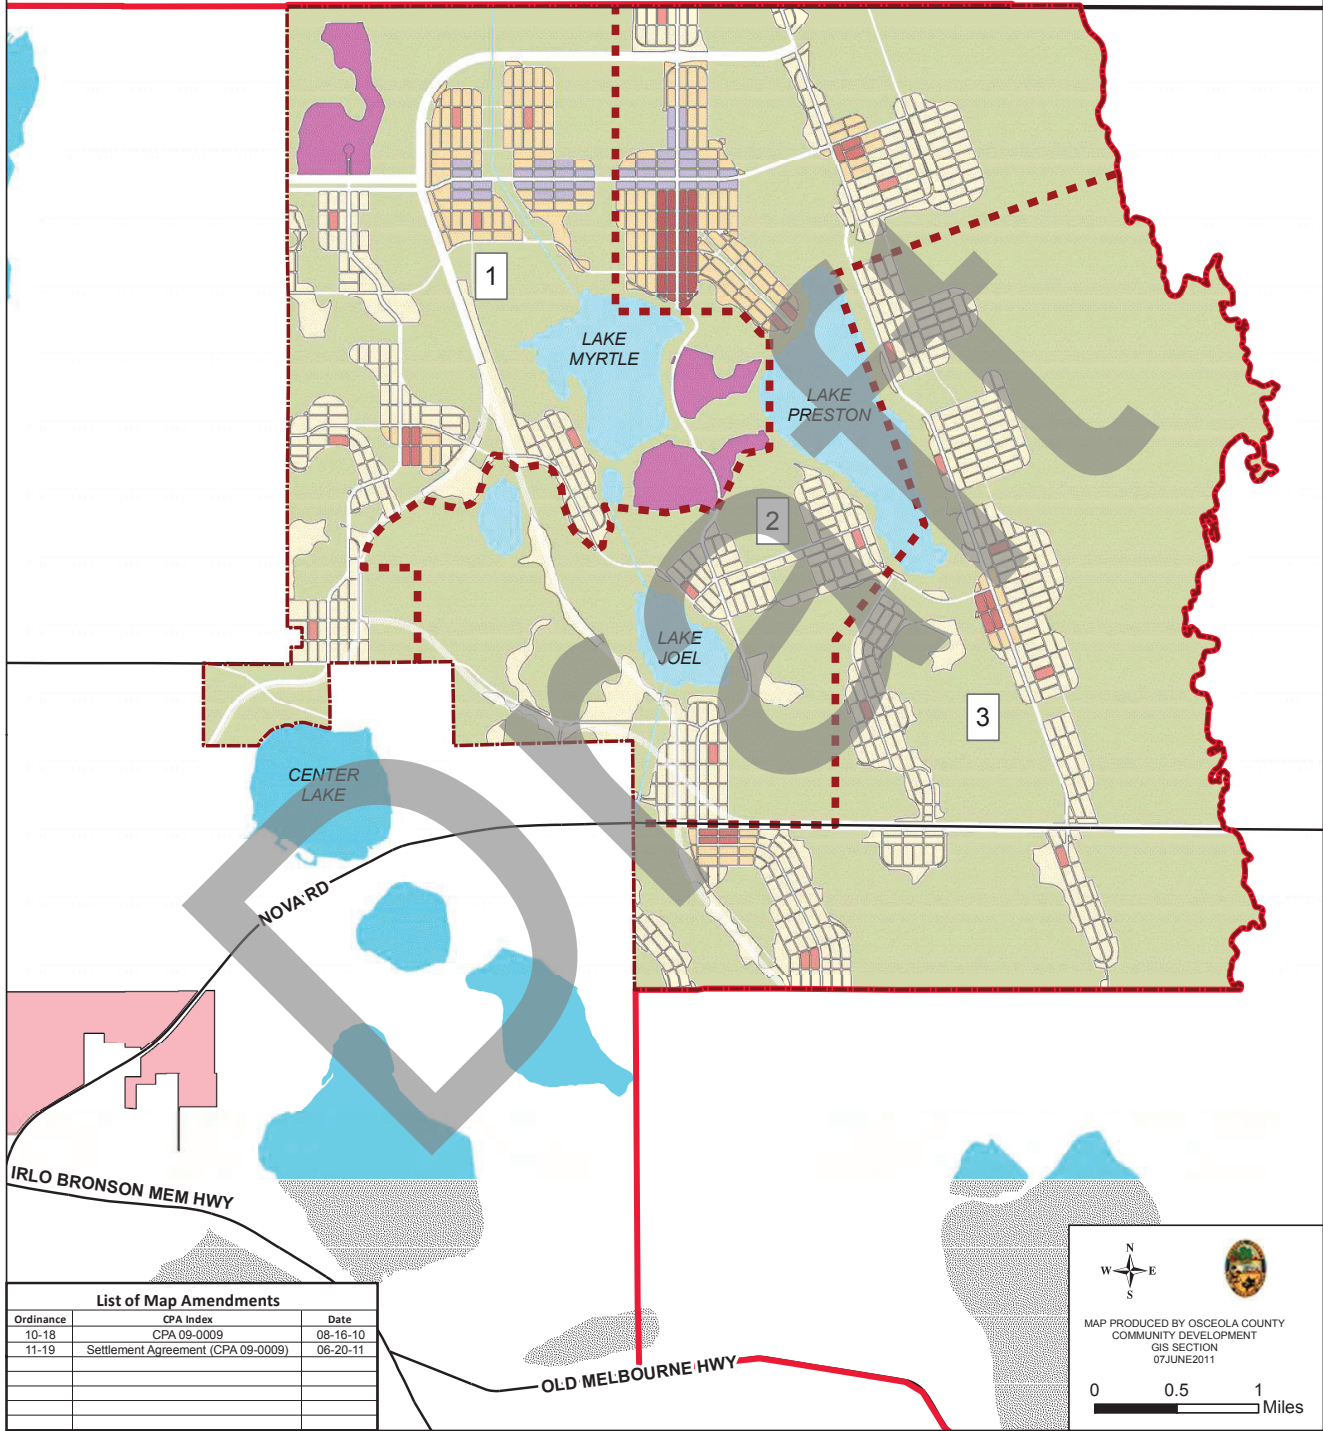 1
LAKE
MYRTLE
LAKE
PRESTON
2
LAKE
JOEL
3
CENTER
LAKE
Draft
NOVA RD
IRLO BRONSON MEM HWY
OLD MELBOURNE HWY
List of Map Amendments
Ordinance CPA Index Date
10-18 CPA 09-0009 08-16-10
11-19 Settlement Agreement (CPA 09-0009) 06-20-11
N
W E
S
MAP PRODUCED BY OSCEOLA COUNTY
COMMUNITY DEVELOPMENT
GIS SECTION
07JUNE2011
0 0.5 1
Miles